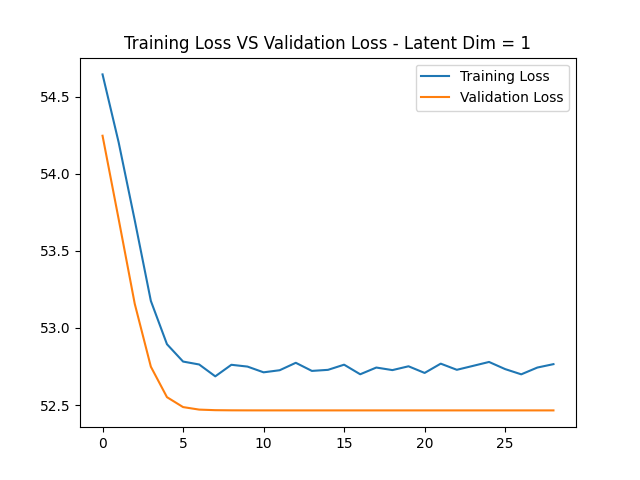 Training Loss VS Validation Loss - Latent Dim = 1
Training Loss
Validation Loss
54.5
54.0
53.5
53.0
52.5
0 5 10 15 20 25